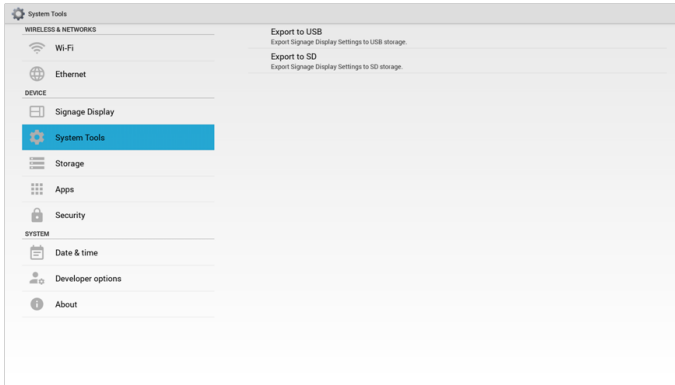 System Tools
WIRELESS & NETWORKS
Wi-Fi
Ethernet
DEVICE
Signage Display
System Tools
Storage
Apps
Security
SYSTEM
Date & time
Developer options
About
Export to USB
Export Signage Display Settings to USB storage.
Export to SD
Export Signage Display Settings to SD storage.